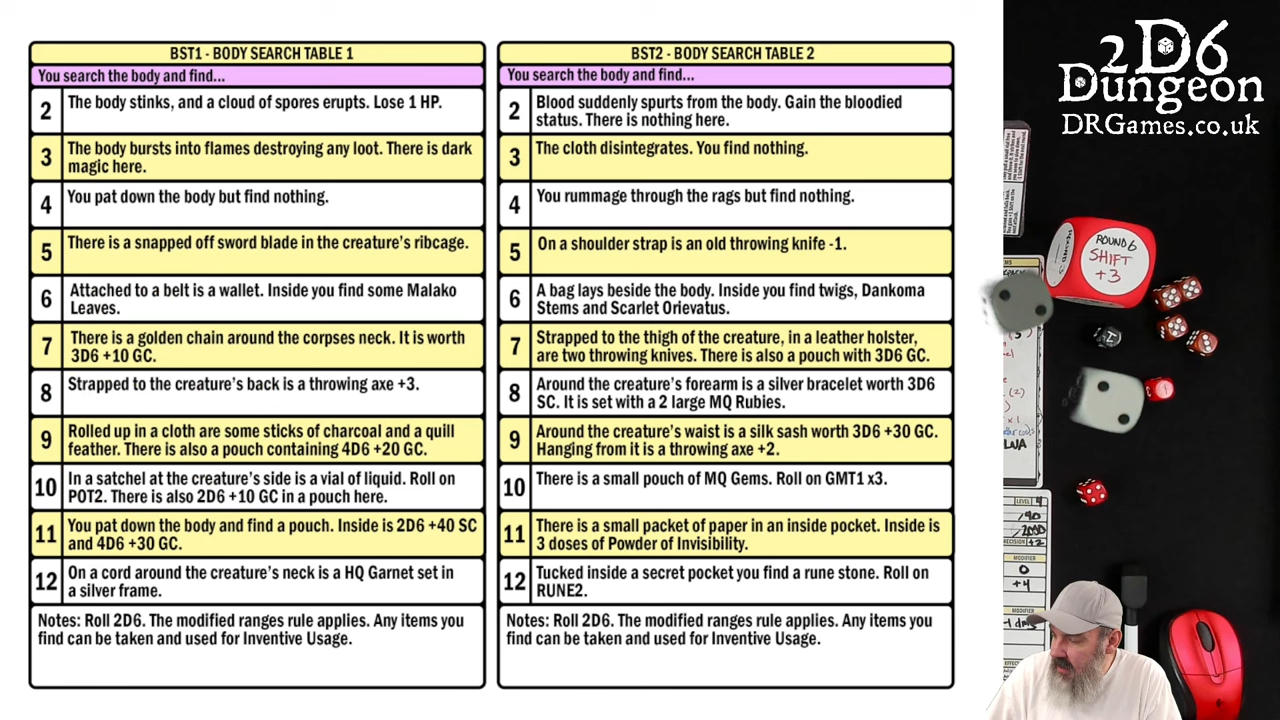 BST1 - BODY SEARCH TABLE 1
You search the body and find...
2 The body stinks, and a cloud of spores erupts. Lose 1 HP.
3 The body bursts into flames destroying any loot. There is dark
magic here.
4 You pat down the body but find nothing.
5 There is a snapped off sword blade in the creature's ribcage.
6 Attached to a belt is a wallet. Inside you find some Malako
Leaves.
7 There is a golden chain around the corpses neck. It is worth
3D6 +10 GC.
8 Strapped to the creature's back is a throwing axe +3.
9 Rolled up in a cloth are some sticks of charcoal and a quill
feather. There is also a pouch containing 4D6 +20 GC.
10 In a satchel at the creature's side is a vial of liquid. Roll on
POT2. There is also 2D6 +10 GC in a pouch here.
11 You pat down the body and find a pouch. Inside is 2D6 +40 SC
and 4D6 +30 GC.
12 On a cord around the creature's neck is a HQ Garnet set in
a silver frame.
Notes: Roll 2D6. The modified ranges rule applies. Any items you
find can be taken and used for Inventive Usage.
BST2 - BODY SEARCH TABLE 2
You search the body and find...
2 Blood suddenly spurts from the body. Gain the bloodied
status. There is nothing here.
3 The cloth disintegrates. You find nothing.
4 You rummage through the rags but find nothing.
5 On a shoulder strap is an old throwing knife -1.
6 A bag lays beside the body. Inside you find twigs, Dankoma
Stems and Scarlet Orievatus.
7 Strapped to the thigh of the creature, in a leather holster,
are two throwing knives. There is also a pouch with 3D6 GC.
8 Around the creature's forearm is a silver bracelet worth 3D6
SC. It is set with a 2 large MQ Rubies.
9 Around the creature's waist is a silk sash worth 3D6 +30 GC.
Hanging from it is a throwing axe +2.
10 There is a small pouch of MQ Gems. Roll on GMT1 x3.
11 There is a small packet of paper in an inside pocket. Inside is
3 doses of Powder of Invisibility.
12 Tucked inside a secret pocket you find a rune stone. Roll on
RUNE2.
Notes: Roll 2D6. The modified ranges rule applies. Any items you
find can be taken and used for Inventive Usage.
2D6
Dungeon
DRGames.co.uk
ROUND 6
SHIFT
+3
LEVEL 4
MODIFIER
0
+4
MODIFIER